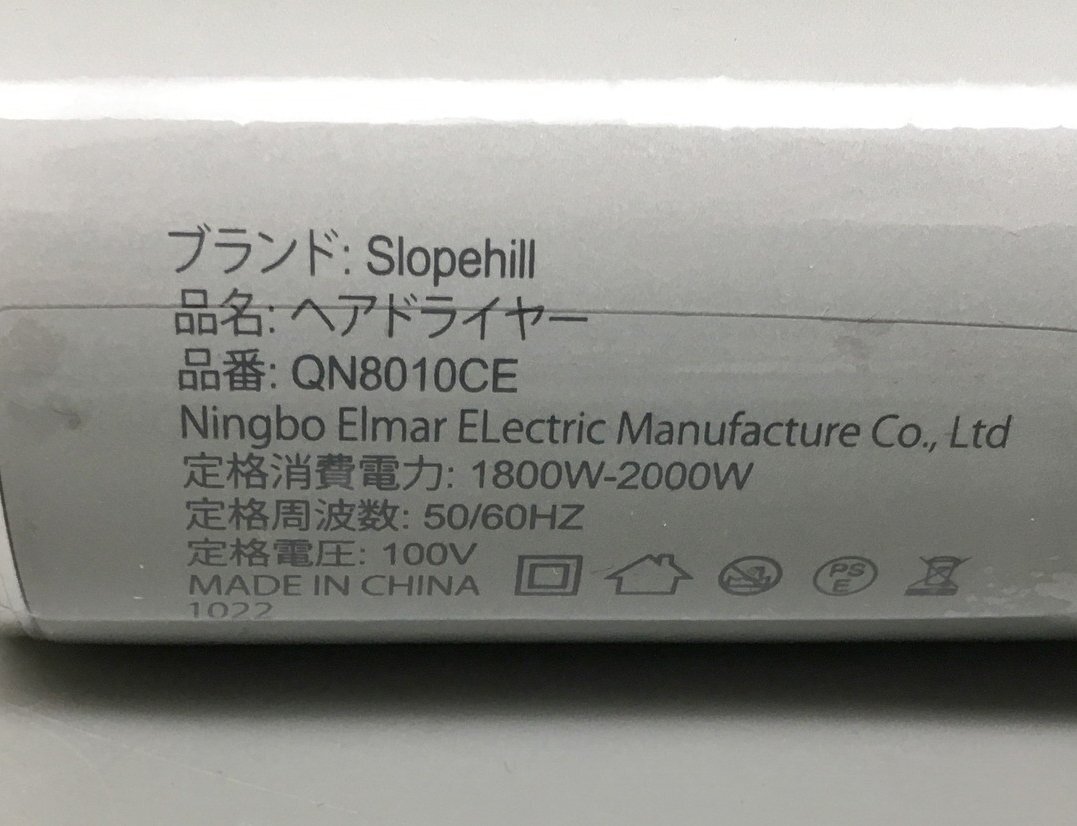 ブランド: Slopehill
品名: ヘアドライヤー
品番: QN8010CE
Ningbo Elmar ELectric Manufacture Co., Ltd
定格消費電力: 1800W-2000W
定格周波数: 50/60HZ
定格電圧: 100V
MADE IN CHINA
PS
E
1022